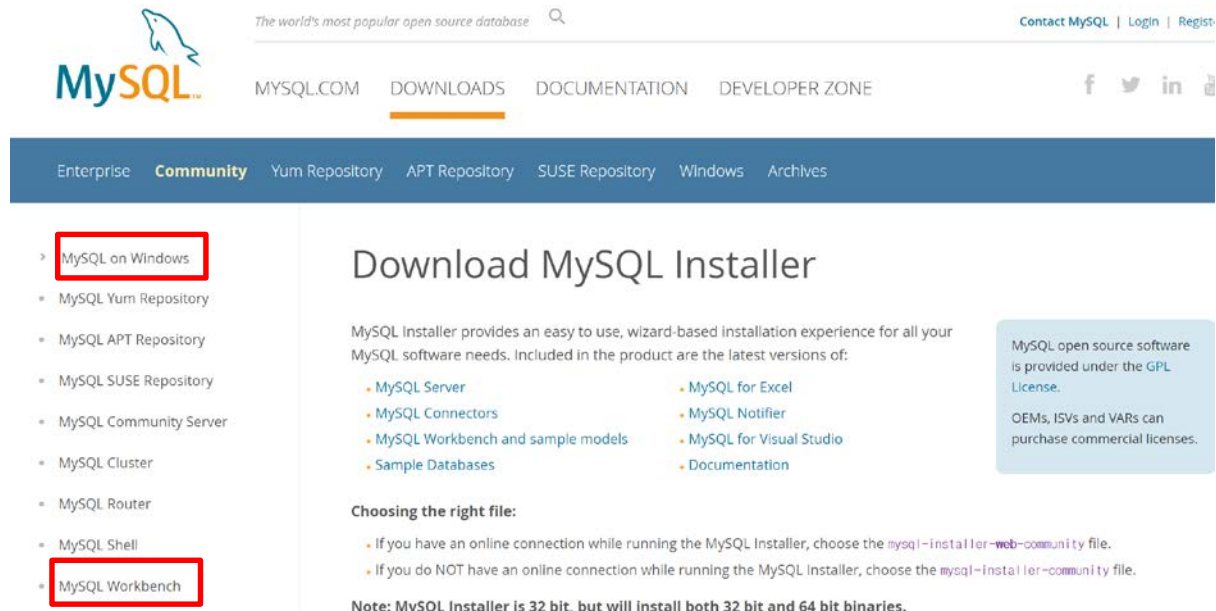 The world's most popular open source database
Contact MySQL | Login | Regist
MySQL™
MYSQL.COM DOWNLOADS DOCUMENTATION DEVELOPER ZONE
Enterprise Community Yum Repository APT Repository SUSE Repository Windows Archives
MySQL on Windows
MySQL Yum Repository
MySQL APT Repository
MySQL SUSE Repository
MySQL Community Server
MySQL Cluster
MySQL Router
MySQL Shell
MySQL Workbench
Download MySQL Installer
MySQL Installer provides an easy to use, wizard-based installation experience for all your
MySQL software needs. Included in the product are the latest versions of:
MySQL Server
MySQL Connectors
MySQL Workbench and sample models
Sample Databases
MySQL for Excel
MySQL Notifier
MySQL for Visual Studio
Documentation
MySQL open source software
is provided under the GPL
License.
OEMs, ISVs and VARs can
purchase commercial licenses.
Choosing the right file:
If you have an online connection while running the MySQL Installer, choose the mysql-installer-web-community file.
If you do NOT have an online connection while running the MySQL Installer, choose the mysql-installer-community file.
Note: MySQL Installer is 32 bit, but will install both 32 bit and 64 bit binaries.